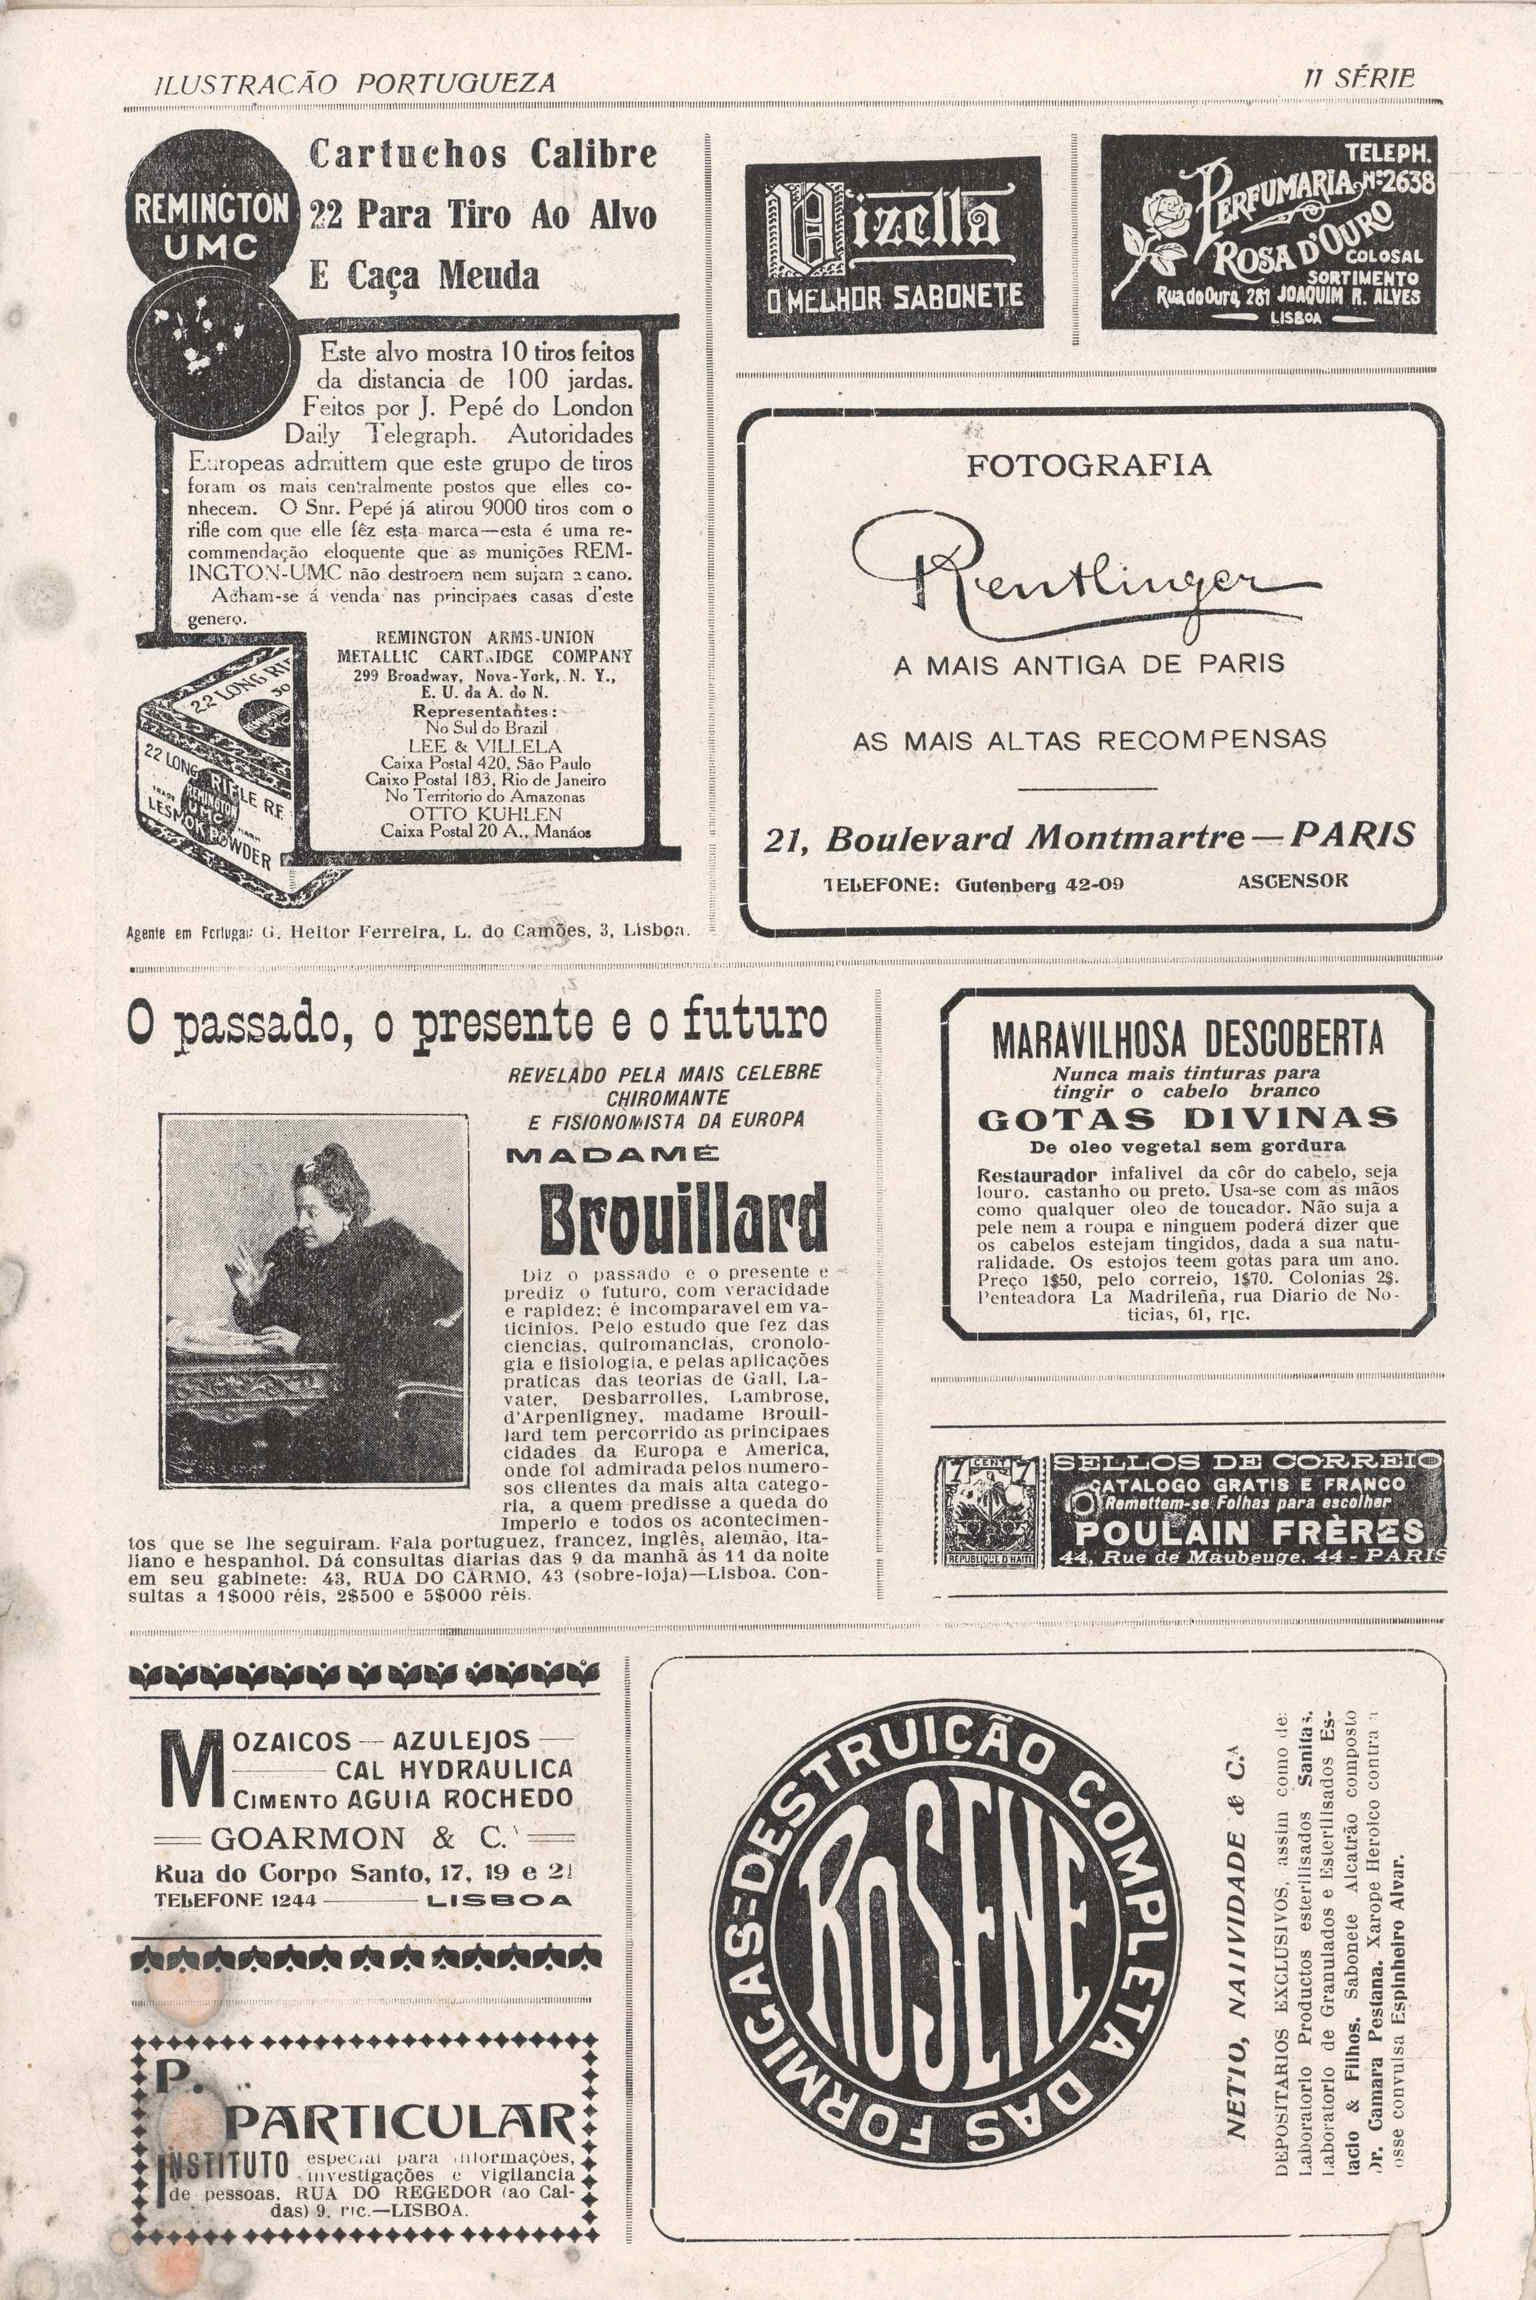 ILUSTRACÃO PORTUGUEZA
II SÉRIE
REMINGTON
UMC
Cartuchos Calibre
22 Para Tiro Ao Alvo
E Caça Meuda
Este alvo mostra 10 tiros feitos
da distancia de 100 jardas.
Feitos por J. Pepé do London
Daily Telegraph. Autoridades
Europeas admittem que este grupo de tiros
foram os mais centralmente postos que elles co-
nhecem. O Snr. Pepé já atirou 9000 tiros com o
rifle com que elle fêz esta marca—esta é uma re-
commendação eloquente que as munições REM-
INGTON-UMC não destroem nem sujam a cano.
Acham-se á venda nas principaes casas d'este
genero.
REMINGTON ARMS-UNION
METALLIC CARTRIDGE COMPANY
299 Broadway, Nova-York, N. Y.,
E. U. da A. do N.
Representantes:
No Sul do Brazil
LEE & VILLELA
Caixa Postal 420, São Paulo
Caixo Postal 183, Rio de Janeiro
No Territorio do Amazonas
OTTO KUHLEN
Caixa Postal 20 A., Manáos
22 LONG RI
50
REMINGTON
UMC
22 LONG RIFLE RF
REMINGTON
UMC
TRADE MARK
LESMOK POWDER
Agente em Portugal: G. Heitor Ferreira, L. do Camões, 3, Lisboa.
Vizella
O MELHOR SABONETE
TELEPH.
Nº 2638
PERFUMARIA
ROSA D'OURO
COLOSAL
SORTIMENTO
Rua do Ouro, 281 JOAQUIM R. ALVES
LISBOA
FOTOGRAFIA
Reutlinger
A MAIS ANTIGA DE PARIS
AS MAIS ALTAS RECOMPENSAS
21, Boulevard Montmartre—PARIS
TELEFONE: Gutenberg 42-09 ASCENSOR
O passado, o presente e o futuro
REVELADO PELA MAIS CELEBRE
CHIROMANTE
E FISIONOMISTA DA EUROPA
MADAME
Brouillard
Diz o passado e o presente e
prediz o futuro, com veracidade
e rapidez: é incomparavel em va-
ticinios. Pelo estudo que fez das
ciencias, quiromancias, cronolo-
gia e fisiologia, e pelas aplicações
praticas das teorias de Gall, La-
vater, Desbarrolles, Lambrose,
d'Arpenligney, madame Brouil-
lard tem percorrido as principaes
cidades da Europa e America,
onde foi admirada pelos numero-
sos clientes da mais alta catego-
ria, a quem predisse a queda do
Imperio e todos os acontecimen-
tos que se lhe seguiram. Fala portuguez, francez, inglês, alemão, ita-
liano e hespanhol. Dá consultas diarias das 9 da manhã ás 11 da noite
em seu gabinete: 43, RUA DO CARMO, 43 (sobre-loja)—Lisboa. Con-
sultas a 1$000 réis, 2$500 e 5$000 réis.
MARAVILHOSA DESCOBERTA
Nunca mais tinturas para
tingir o cabelo branco
GOTAS DIVINAS
De oleo vegetal sem gordura
Restaurador infalivel da côr do cabelo, seja
louro. castanho ou preto. Usa-se com as mãos
como qualquer oleo de toucador. Não suja a
pele nem a roupa e ninguem poderá dizer que
os cabelos estejam tingidos, dada a sua natu-
ralidade. Os estojos teem gotas para um ano.
Preço 1$50, pelo correio, 1$70. Colonias 2$.
Penteadora La Madrileña, rua Diario de No-
ticias, 61, r|c.
7 CENT 7
REPUBLIQUE D'HAITI
SELLOS DE CORREIO
CATALOGO GRATIS E FRANCO
Remettem-se Folhas para escolher
POULAIN FRÈRES
44, Rue de Maubeuge, 44 - PARIS
MOZAICOS — AZULEJOS —
CAL HYDRAULICA
CIMENTO AGUIA ROCHEDO
GOARMON & C.ª
Rua do Corpo Santo, 17, 19 e 21
TELEFONE 1244 — LISBOA
P.
PARTICULAR
INSTITUTO especial para informações,
investigações e vigilancia
de pessoas. RUA DO REGEDOR (ao Cal-
das) 9, r|c.—LISBOA.
DESTRUIÇÃO COMPLETA DAS FORMIGAS=
ROSENE
NETTO, NATIVIDADE & C.ª
DEPOSITARIOS EXCLUSIVOS, assim como de:
Laboratorio Productos esterilisados Sanitas.
Laboratorio de Granulados e Esterilisados Es-
tacio & Filhos. Sabonete Alcatrão composto
Dr. Camara Pestana. Xarope Heroico contra a
osse convulsa Espinheiro Alvar.